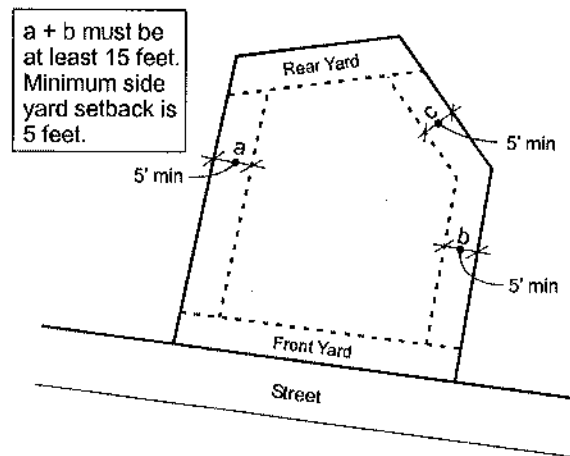 a + b must be
at least 15 feet.
Minimum side
yard setback is
5 feet.
Rear Yard
c
5' min
a
5' min
b
5' min
Front Yard
Street